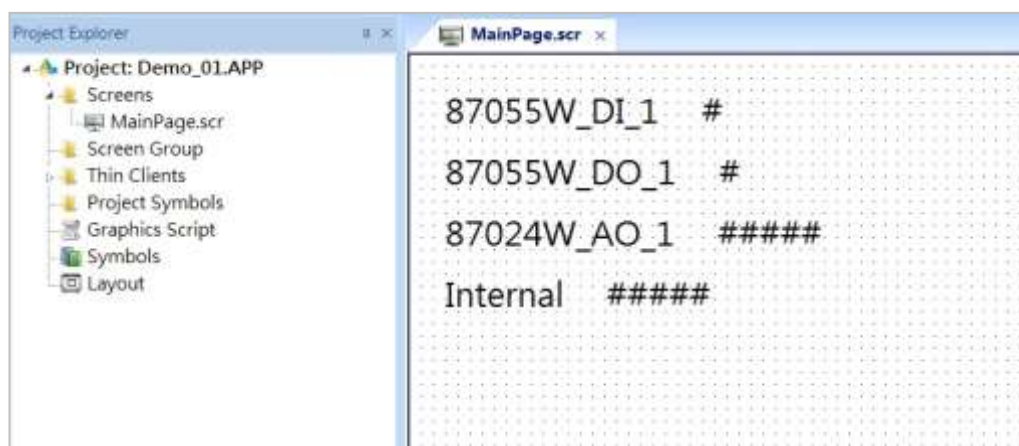 Project Explorer
MainPage.scr
Project: Demo_01.APP
Screens
MainPage.scr
Screen Group
Thin Clients
Project Symbols
Graphics Script
Symbols
Layout
87055W_DI_1 #
87055W_DO_1 #
87024W_AO_1 #####
Internal #####